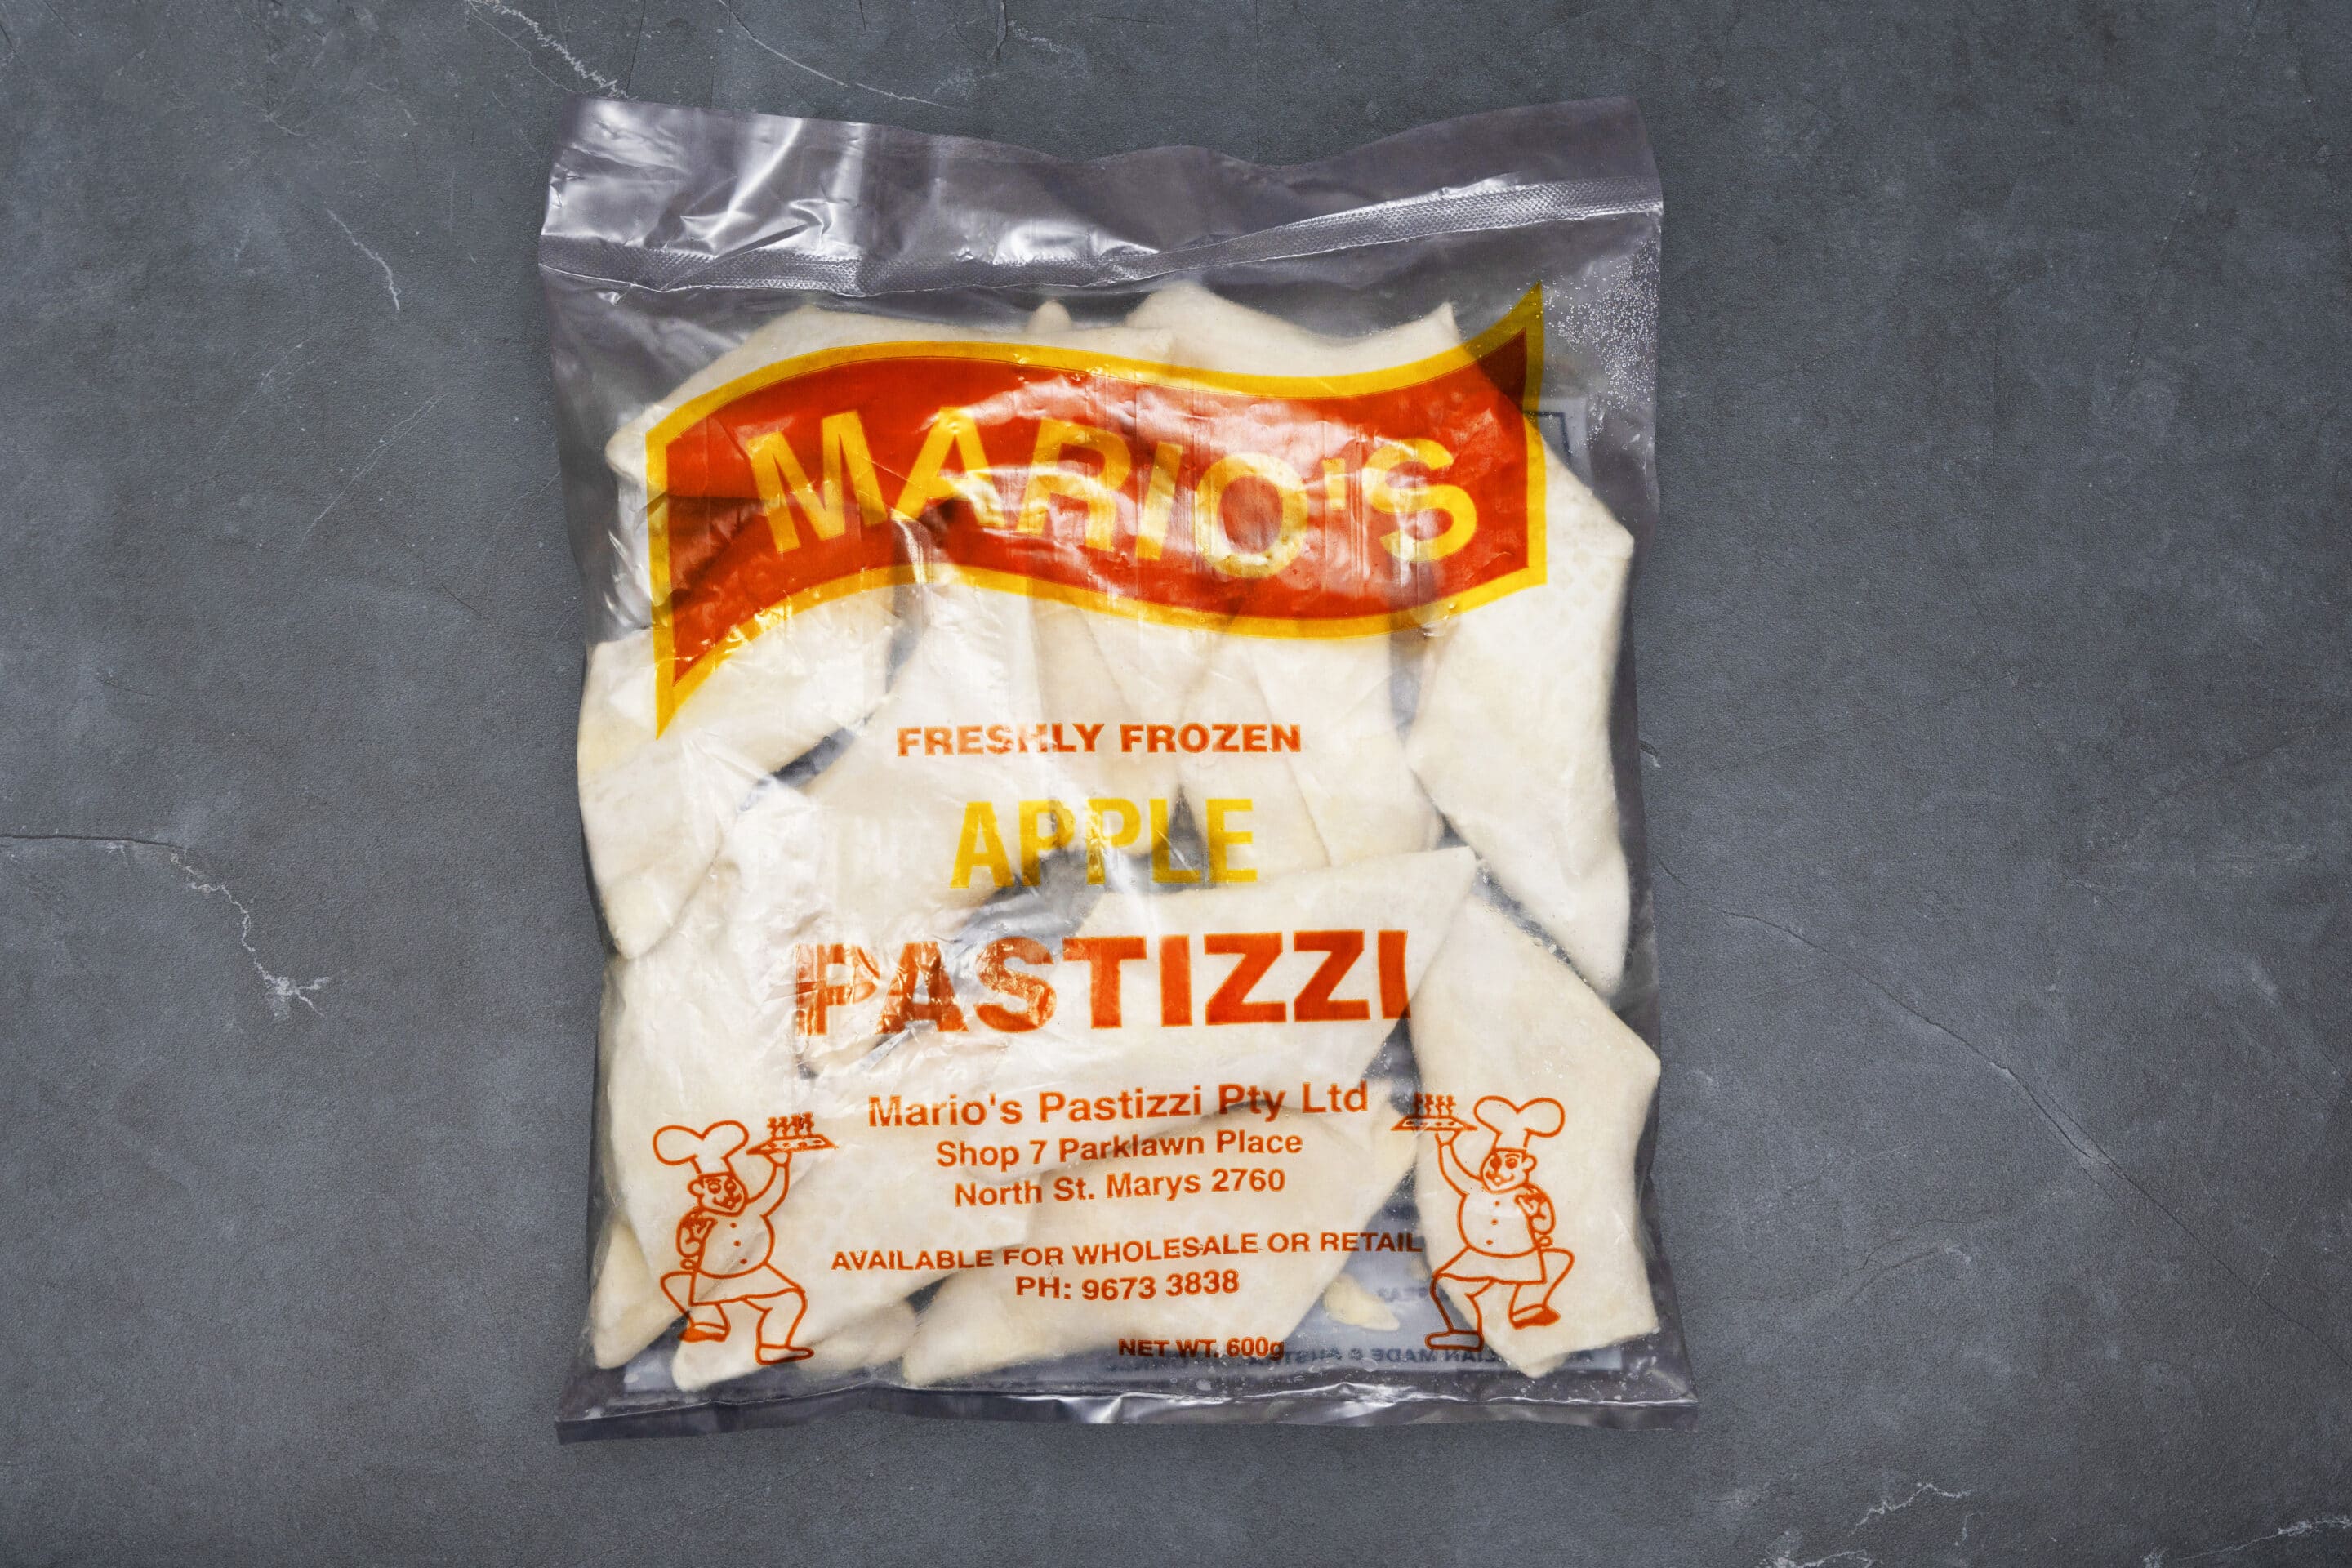 MARIO'S
FRESHLY FROZEN
APPLE
PASTIZZI
Mario's Pastizzi Pty Ltd
Shop 7 Parklawn Place
North St. Marys 2760
AVAILABLE FOR WHOLESALE OR RETAIL
PH: 9673 3838
NET WT. 600g